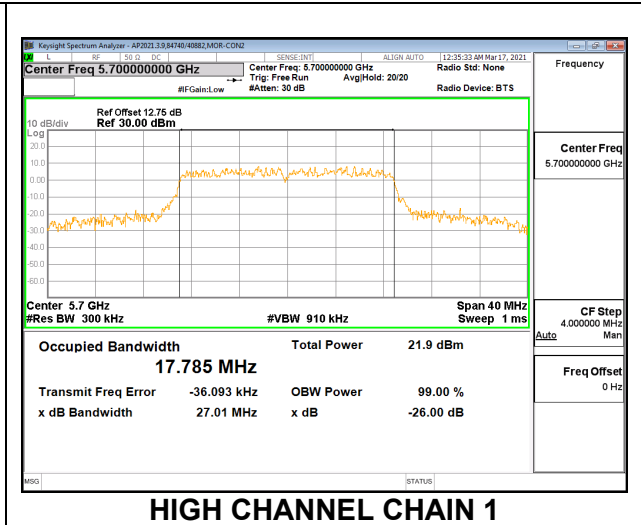 Keysight Spectrum Analyzer - AP2021.3.9,84740/40882,MOR-CON2
LXI L RF 50 Ω DC SENSE:INT ALIGN AUTO 12:35:33 AM Mar 17, 2021
Center Freq 5.700000000 GHz Center Freq: 5.700000000 GHz Radio Std: None
Trig: Free Run Avg|Hold: 20/20
#IFGain:Low #Atten: 30 dB Radio Device: BTS
Frequency
Ref Offset 12.75 dB
10 dB/div Ref 30.00 dBm
Log
20.0
10.0
0.00
-10.0
-20.0
-30.0
-40.0
-50.0
-60.0
Center 5.7 GHz Span 40 MHz
#Res BW 300 kHz #VBW 910 kHz Sweep 1 ms
Occupied Bandwidth Total Power 21.9 dBm
17.785 MHz
Transmit Freq Error -36.093 kHz OBW Power 99.00 %
x dB Bandwidth 27.01 MHz x dB -26.00 dB
Center Freq
5.700000000 GHz
CF Step
4.000000 MHz
Auto Man
Freq Offset
0 Hz
MSG STATUS
HIGH CHANNEL CHAIN 1